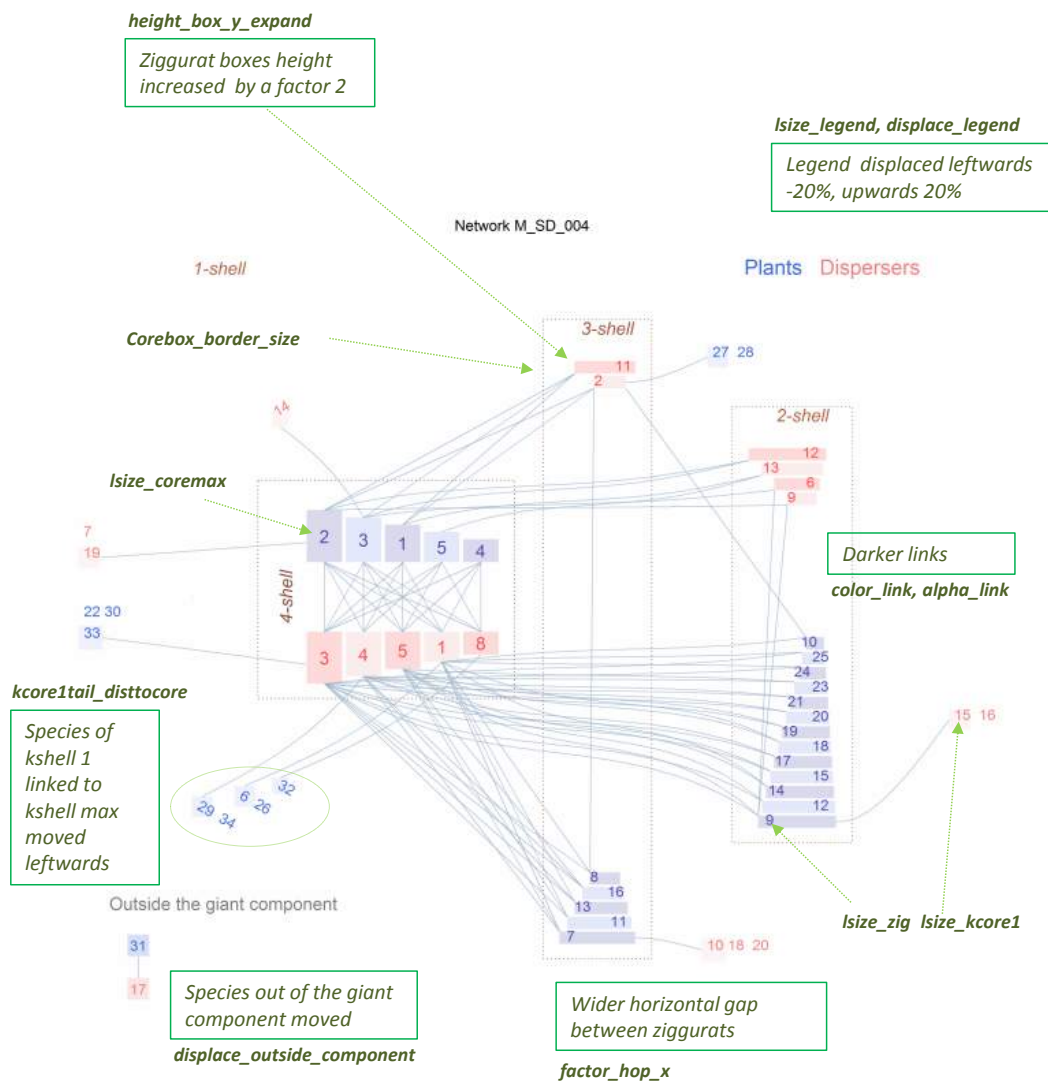 height_box_y_expand
Ziggurat boxes height
increased by a factor 2
lsize_legend, displace_legend
Legend displaced leftwards
-20%, upwards 20%
Network M_SD_004
1-shell
Plants Dispersers
3-shell
Corebox_border_size
11
2
27 28
14
2-shell
12
13
6
9
lsize_coremax
2 3 1 5 4
7
19
Darker links
color_link, alpha_link
4-shell
22 30
33
3 4 5 1 8
10
25
24
23
21
20
19
18
17
15
14
12
9
15 16
kcore1tail_disttocore
Species of
kshell 1
linked to
kshell max
moved
leftwards
29 34 6 26 32
8
16
13
11
7
Outside the giant component
lsize_zig lsize_kcore1
31
17
10 18 20
Species out of the giant
component moved
displace_outside_component
Wider horizontal gap
between ziggurats
factor_hop_x